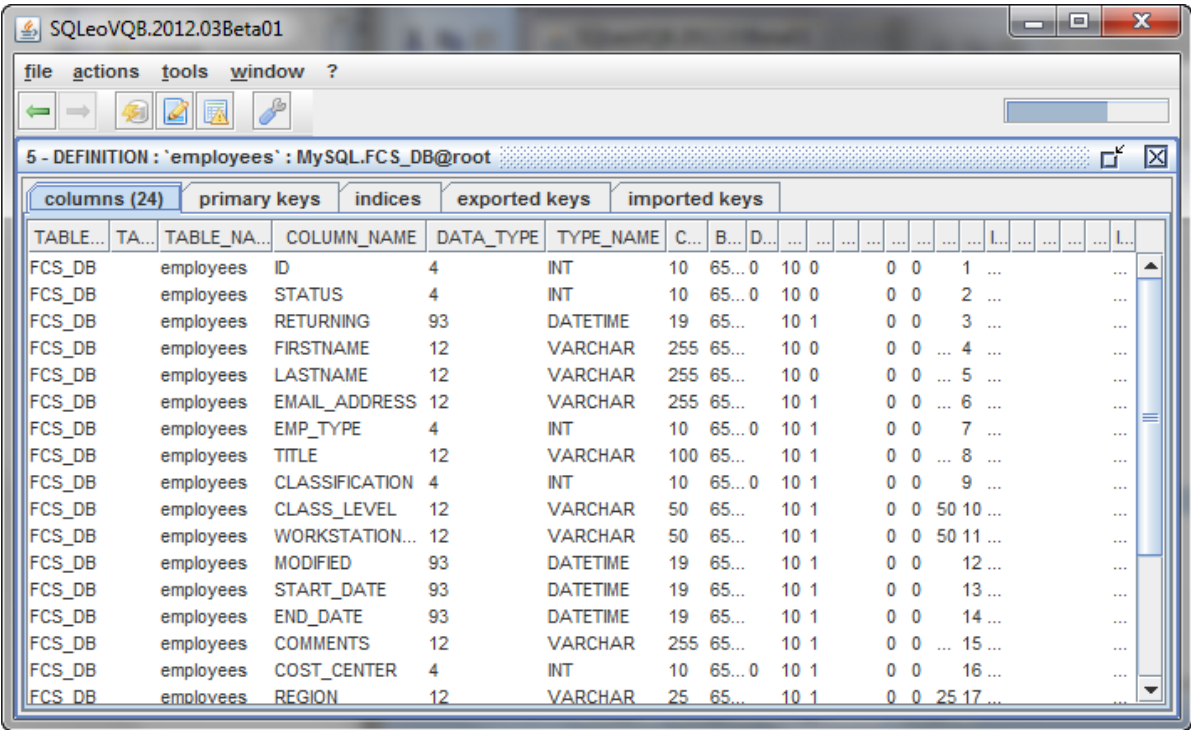 SQLeoVQB.2012.03Beta01
file actions tools window ?
5 - DEFINITION : `employees` : MySQL.FCS_DB@root
columns (24) primary keys indices exported keys imported keys
TABLE... TA... TABLE_NA... COLUMN_NAME DATA_TYPE TYPE_NAME C... B... D... ... ... ... ... ... ... ... ... I... ... ... ... ... I...
FCS_DB employees ID 4 INT 10 65... 0 10 0 0 0 1 ... ...
FCS_DB employees STATUS 4 INT 10 65... 0 10 0 0 0 2 ... ...
FCS_DB employees RETURNING 93 DATETIME 19 65... 10 1 0 0 3 ... ...
FCS_DB employees FIRSTNAME 12 VARCHAR 255 65... 10 0 0 0 ... 4 ... ...
FCS_DB employees LASTNAME 12 VARCHAR 255 65... 10 0 0 0 ... 5 ... ...
FCS_DB employees EMAIL_ADDRESS 12 VARCHAR 255 65... 10 1 0 0 ... 6 ... ...
FCS_DB employees EMP_TYPE 4 INT 10 65... 0 10 1 0 0 7 ... ...
FCS_DB employees TITLE 12 VARCHAR 100 65... 10 1 0 0 ... 8 ... ...
FCS_DB employees CLASSIFICATION 4 INT 10 65... 0 10 1 0 0 9 ... ...
FCS_DB employees CLASS_LEVEL 12 VARCHAR 50 65... 10 1 0 0 50 10 ... ...
FCS_DB employees WORKSTATION... 12 VARCHAR 50 65... 10 1 0 0 50 11 ... ...
FCS_DB employees MODIFIED 93 DATETIME 19 65... 10 1 0 0 12 ... ...
FCS_DB employees START_DATE 93 DATETIME 19 65... 10 1 0 0 13 ... ...
FCS_DB employees END_DATE 93 DATETIME 19 65... 10 1 0 0 14 ... ...
FCS_DB employees COMMENTS 12 VARCHAR 255 65... 10 1 0 0 ... 15 ... ...
FCS_DB employees COST_CENTER 4 INT 10 65... 0 10 1 0 0 16 ... ...
FCS_DB employees REGION 12 VARCHAR 25 65... 10 1 0 0 25 17 ... ...